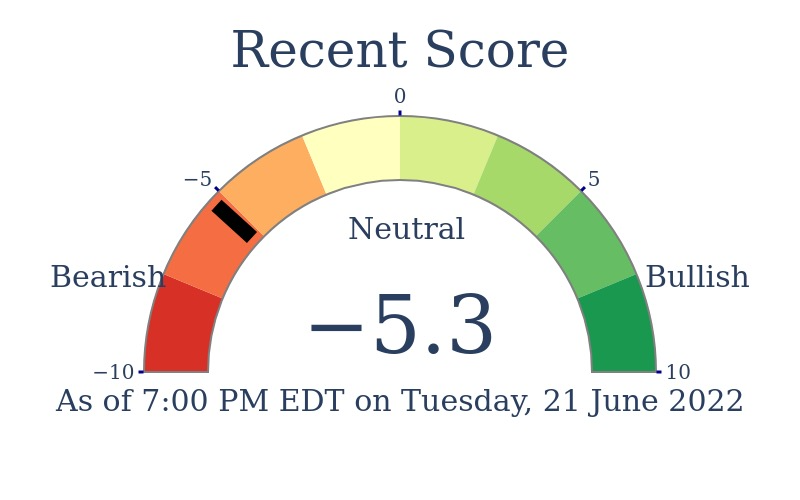 Recent Score
0
−5
5
Neutral
Bearish
Bullish
−5.3
−10
10
As of 7:00 PM EDT on Tuesday, 21 June 2022